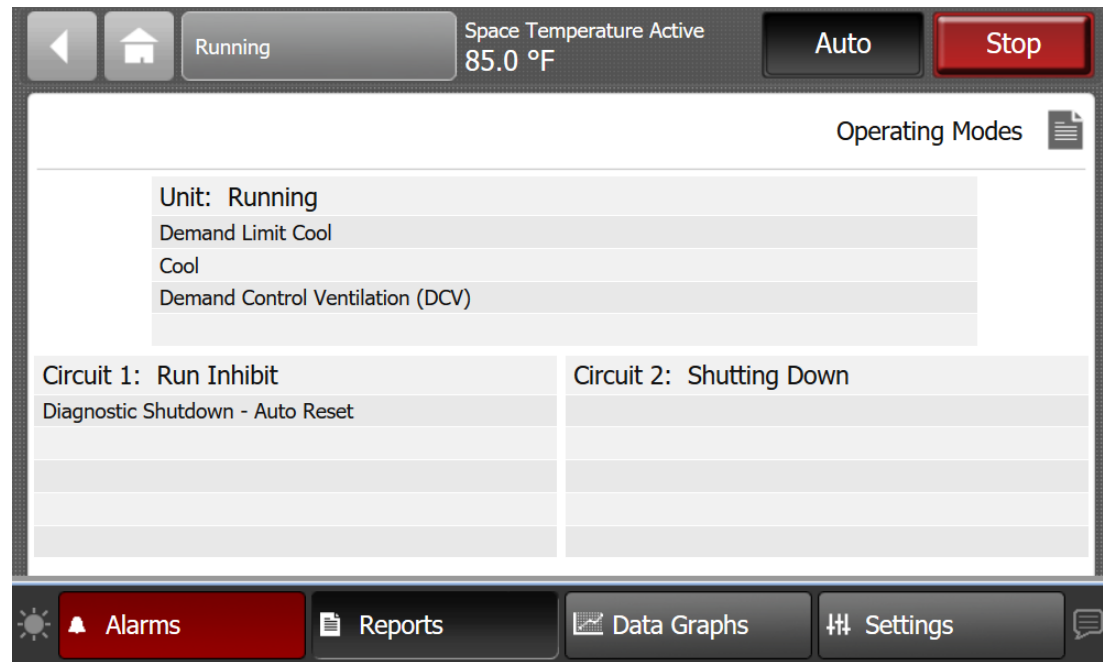 Running
Space Temperature Active
85.0 °F
Auto
Stop
Operating Modes
Unit: Running
Demand Limit Cool
Cool
Demand Control Ventilation (DCV)
Circuit 1: Run Inhibit
Diagnostic Shutdown - Auto Reset
Circuit 2: Shutting Down
Alarms
Reports
Data Graphs
Settings